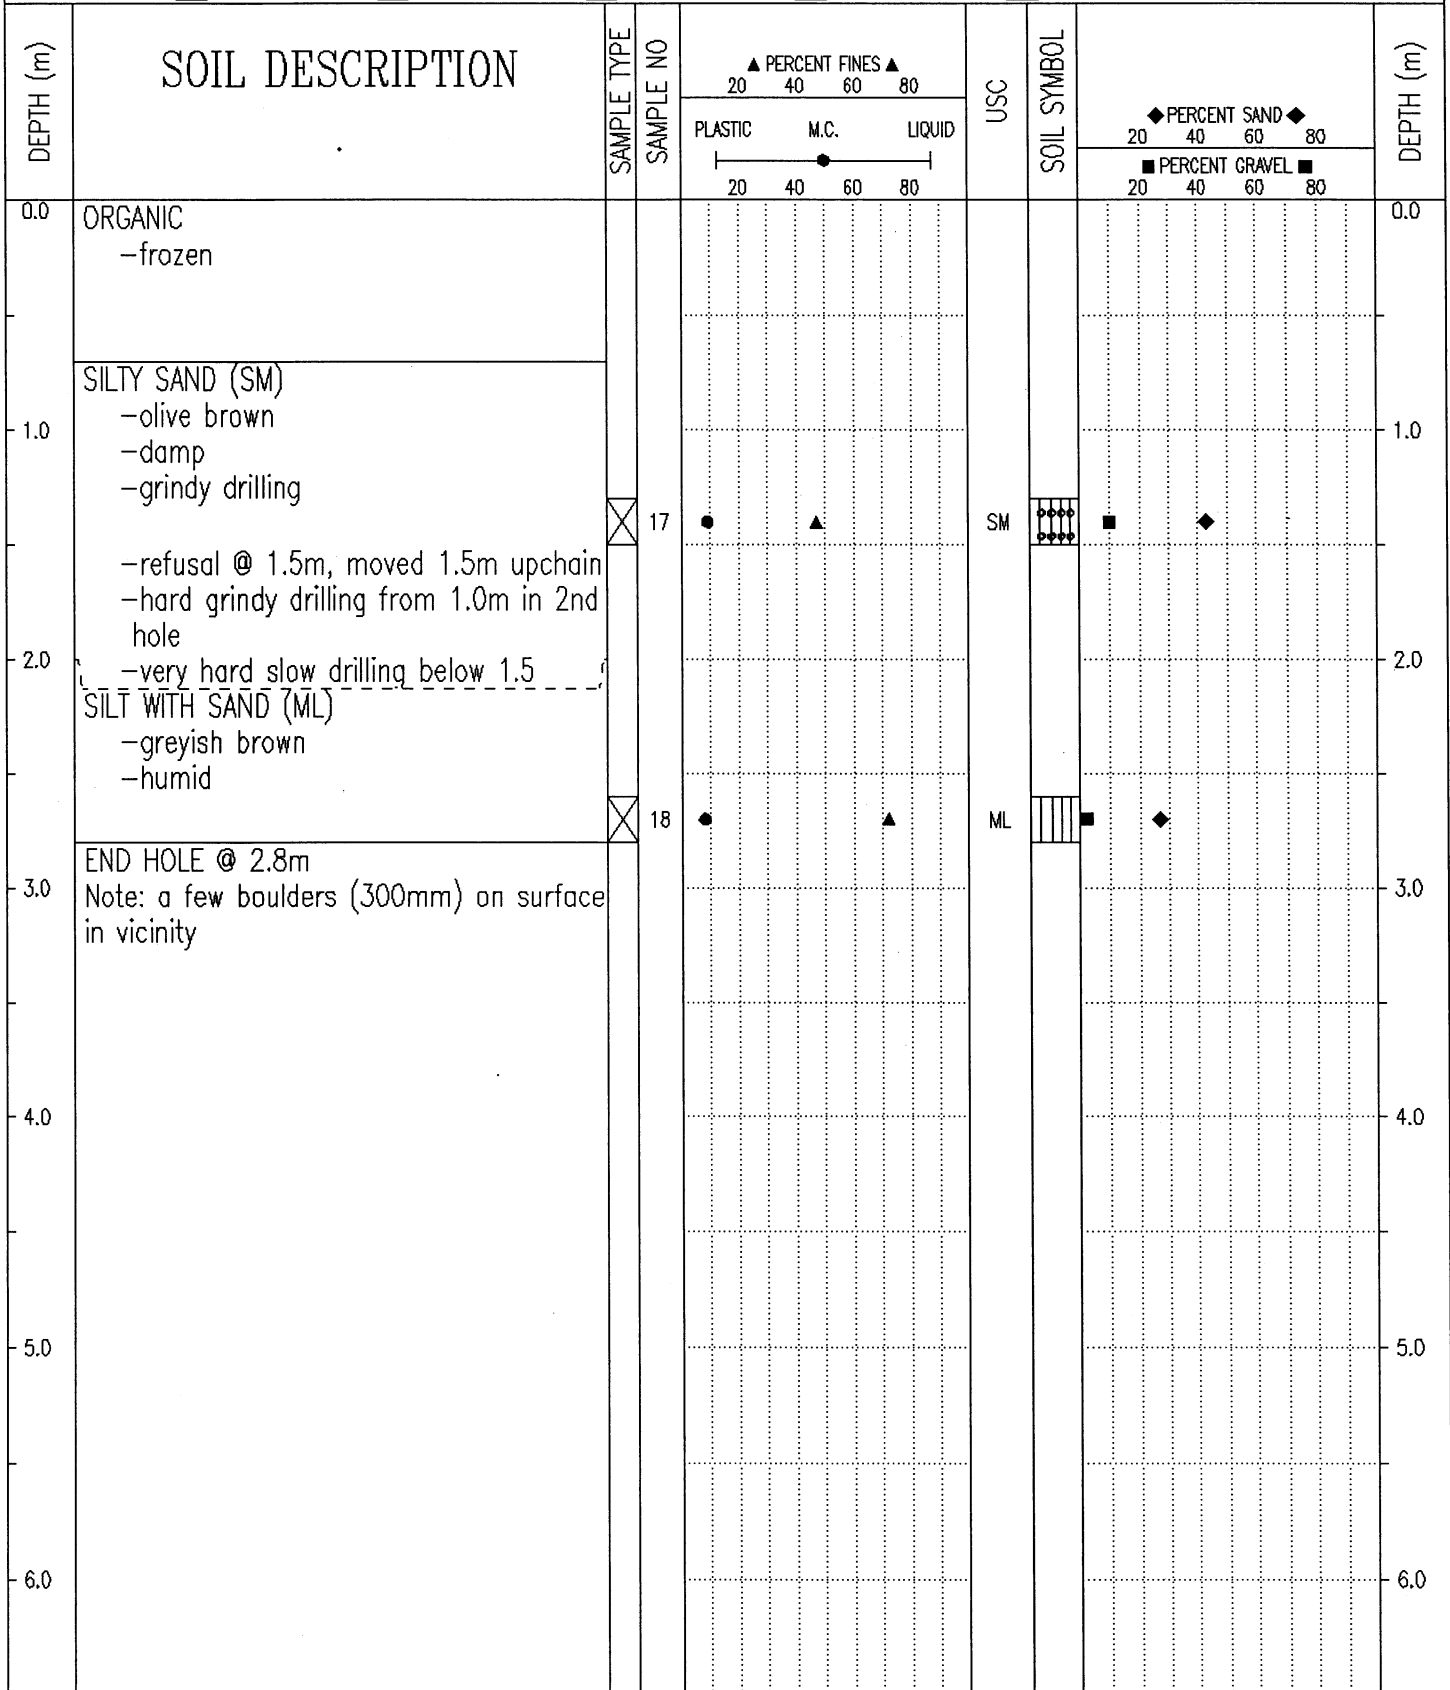 DEPTH (m)
SOIL DESCRIPTION
SAMPLE TYPE
SAMPLE NO
▲ PERCENT FINES ▲
20 40 60 80
PLASTIC M.C. LIQUID
20 40 60 80
USC
SOIL SYMBOL
◆ PERCENT SAND ◆
20 40 60 80
■ PERCENT GRAVEL ■
20 40 60 80
DEPTH (m)
0.0
ORGANIC
-frozen
0.0
SILTY SAND (SM)
-olive brown
1.0
1.0
-damp
-grindy drilling
17
SM
-refusal @ 1.5m, moved 1.5m upchain
-hard grindy drilling from 1.0m in 2nd
hole
2.0
-very hard slow drilling below 1.5
2.0
SILT WITH SAND (ML)
-greyish brown
-humid
18
ML
END HOLE @ 2.8m
3.0
Note: a few boulders (300mm) on surface
3.0
in vicinity
4.0
4.0
5.0
5.0
6.0
6.0